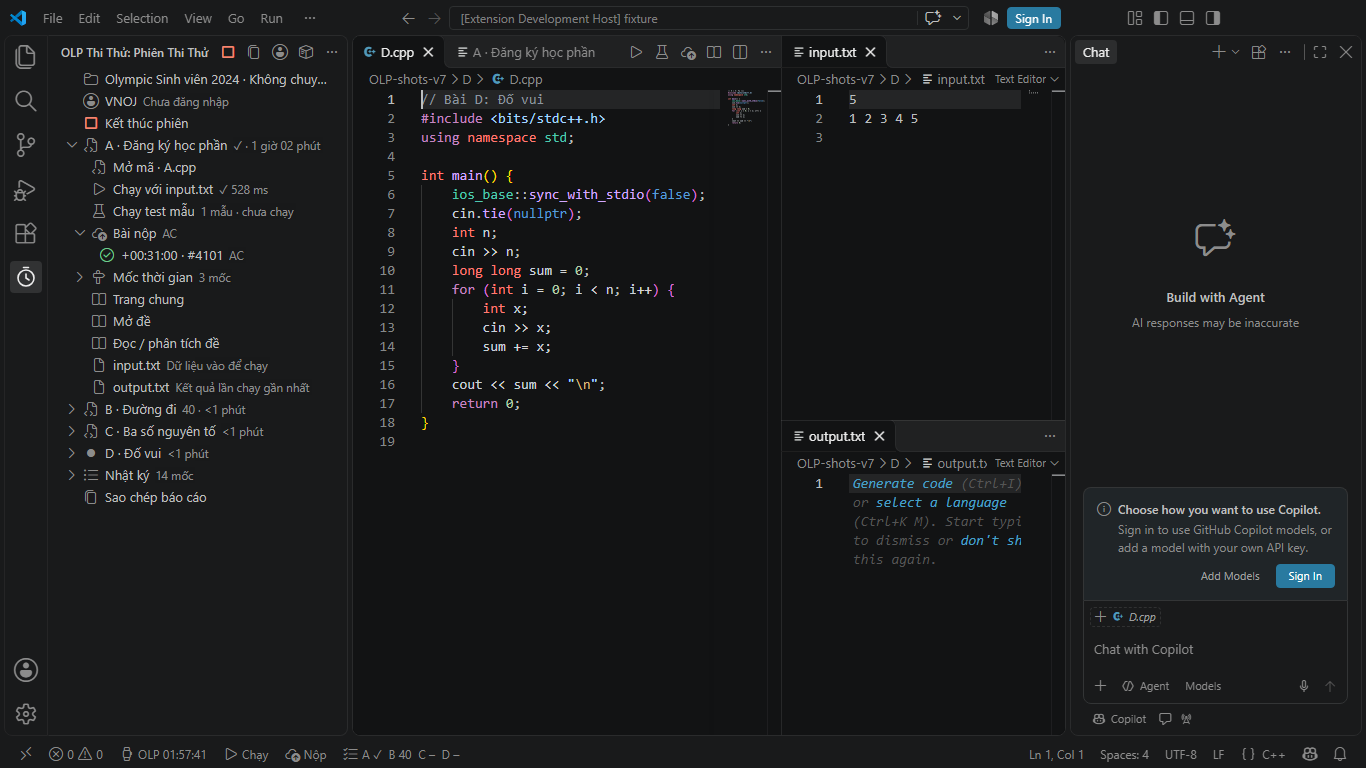 File Edit Selection View Go Run ···
[Extension Development Host] fixture
Sign In
OLP Thi Thử: Phiên Thi Thử
Olympic Sinh viên 2024 · Không chuy...
VNOJ Chưa đăng nhập
Kết thúc phiên
A · Đăng ký học phần ✓ · 1 giờ 02 phút
Mở mã · A.cpp
Chạy với input.txt ✓ 528 ms
Chạy test mẫu 1 mẫu · chưa chạy
Bài nộp AC
+00:31:00 · #4101 AC
Mốc thời gian 3 mốc
Trang chung
Mở đề
Đọc / phân tích đề
input.txt Dữ liệu vào để chạy
output.txt Kết quả lần chạy gần nhất
B · Đường đi 40 · <1 phút
C · Ba số nguyên tố <1 phút
D · Đố vui <1 phút
Nhật ký 14 mốc
Sao chép báo cáo
D.cpp
A · Đăng ký học phần
OLP-shots-v7 > D > D.cpp
1 // Bài D: Đố vui
2 #include <bits/stdc++.h>
3 using namespace std;
4
5 int main() {
6 ios_base::sync_with_stdio(false);
7 cin.tie(nullptr);
8 int n;
9 cin >> n;
10 long long sum = 0;
11 for (int i = 0; i < n; i++) {
12 int x;
13 cin >> x;
14 sum += x;
15 }
16 cout << sum << "\n";
17 return 0;
18 }
19
input.txt
OLP-shots-v7 > D > input.txt Text Editor
1 5
2 1 2 3 4 5
3
output.txt
OLP-shots-v7 > D > output.t Text Editor
1 Generate code (Ctrl+I)
or select a language
(Ctrl+K M). Start typi
to dismiss or don't sh
this again.
Chat
Build with Agent
AI responses may be inaccurate
Choose how you want to use Copilot.
Sign in to use GitHub Copilot models, or
add a model with your own API key.
Add Models Sign In
D.cpp
Chat with Copilot
Agent Models
Copilot
0 0 OLP 01:57:41 Chạy Nộp A ✓ B 40 C – D –
Ln 1, Col 1 Spaces: 4 UTF-8 LF {} C++